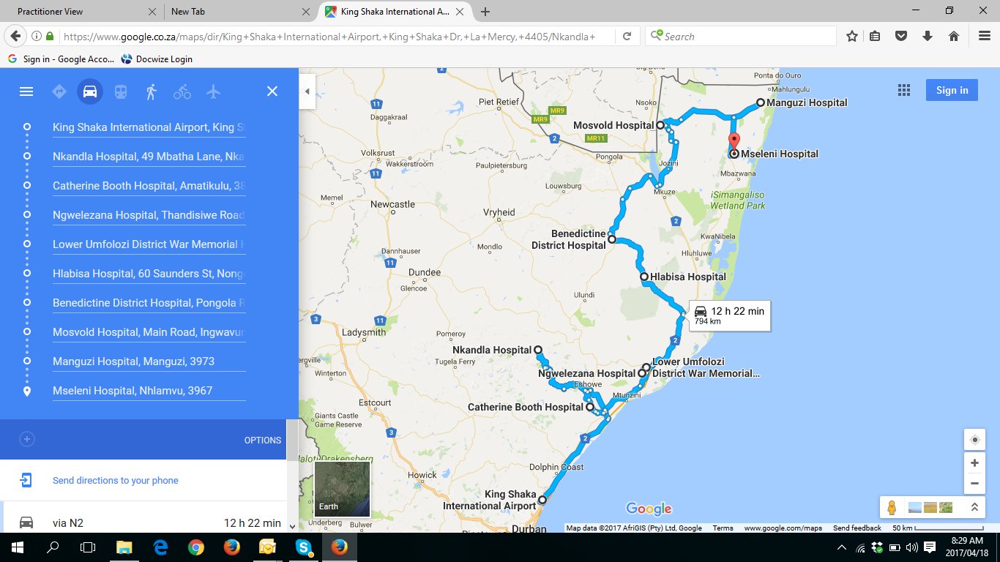 Practitioner View
New Tab
King Shaka International A...
https://www.google.co.za/maps/dir/King+Shaka+International+Airport,+King+Shaka+Dr,+La+Mercy,+4405/Nkandla+
Search
Sign in - Google Acco...
Docwize Login
King Shaka International Airport, King S
Nkandla Hospital, 49 Mbatha Lane, Nka
Catherine Booth Hospital, Amatikulu, 38
Ngwelezana Hospital, Thandisiwe Road
Lower Umfolozi District War Memorial H
Hlabisa Hospital, 60 Saunders St, Nong
Benedictine District Hospital, Pongola R
Mosvold Hospital, Main Road, Ingwavu
Manguzi Hospital, Manguzi, 3973
Mseleni Hospital, Nhlamvu, 3967
OPTIONS
Send directions to your phone
via N2
12 h 22 min
Sign in
Big Bend
Ponta do Ouro
Mahlungulu
Manguzi Hospital
Piet Retief
Nsoko
MR9
MR9
Mosvold Hospital
MR11
2
11
Daggakraal
Volksrust
Wakkerstroom
Pongola
Jozini
Mseleni Hospital
Paulpietersburg
11
Mbazwana
Louwsburg
Mkuze
iSimangaliso
Wetland Park
Memel
Newcastle
Vryheid
2
Benedictine
District Hospital
KwaNibela
Mondlo
Dannhauser
Hluhluwe
11
Dundee
Glencoe
Hlabisa Hospital
Ulundi
12 h 22 min
794 km
3
11
Ladysmith
Pomeroy
2
Nkandla Hospital
Tugela Ferry
ergville
Winterton
Lower Umfolozi
District War Memorial...
Ngwelezana Hospital
Eshowe
Mtunzini
Estcourt
Catherine Booth Hospital
Giants Castle
Game Reserve
3
2
Maloti-Drakensberg
Dolphin Coast
Howick
King Shaka
International Airport
Earth
Underberg
Bulwer
Durban
Google
Map data ©2017 AfriGIS (Pty) Ltd, Google
Terms
www.google.com/maps
Send feedback
50 km
8:29 AM
2017/04/18